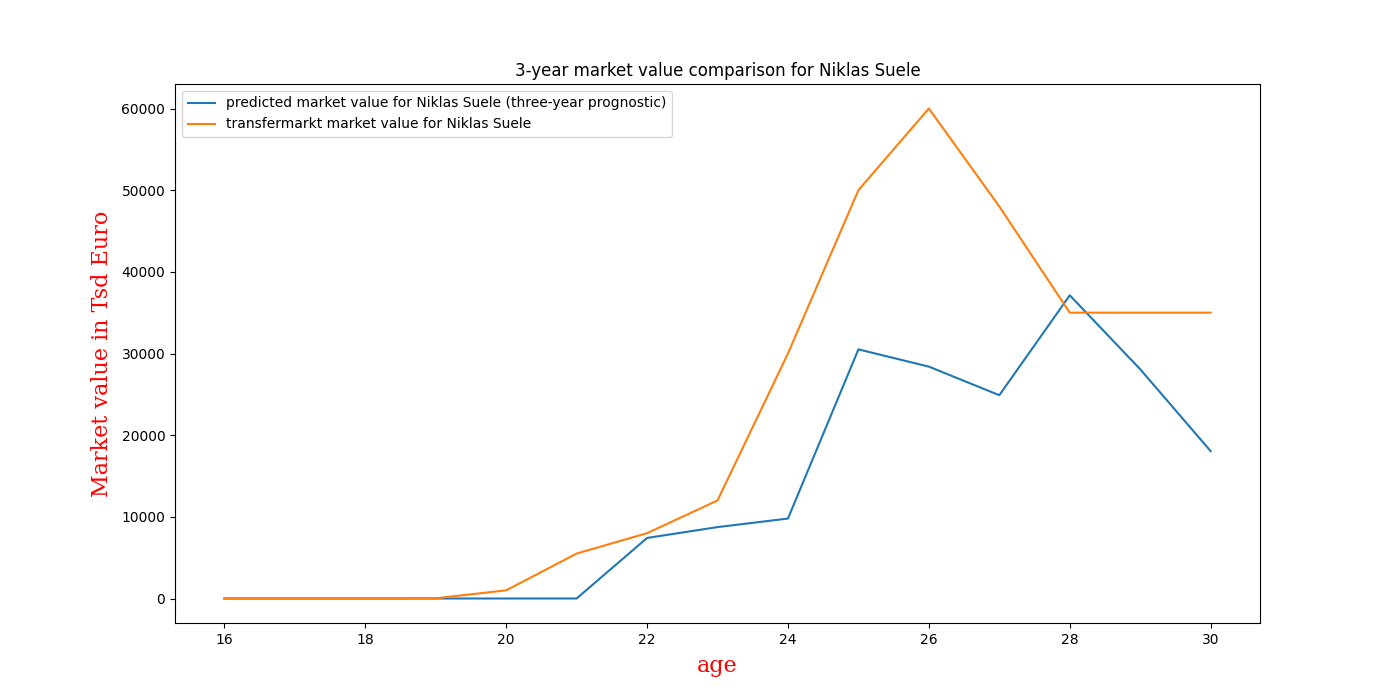 3-year market value comparison for Niklas Suele
predicted market value for Niklas Suele (three-year prognostic)
transfermarkt market value for Niklas Suele
Market value in Tsd Euro
60000
50000
40000
30000
20000
10000
0
16 18 20 22 24 26 28 30
age